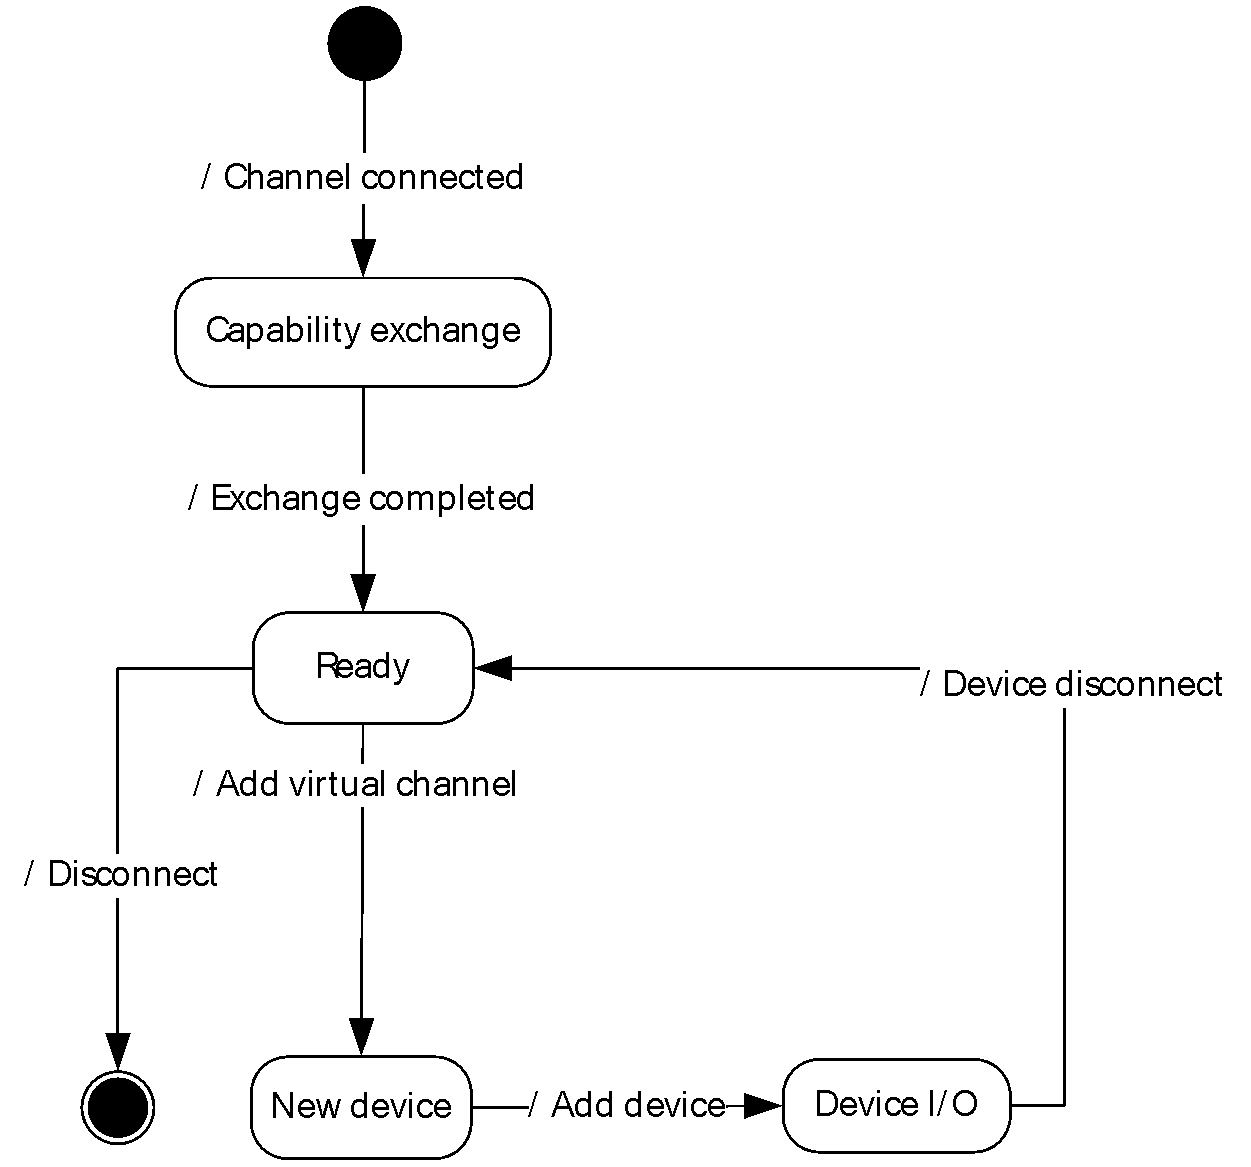 / Channel connected
Capability exchange
/ Exchange completed
Ready
/ Device disconnect
/ Add virtual channel
/ Disconnect
New device
/ Add device
Device I/O